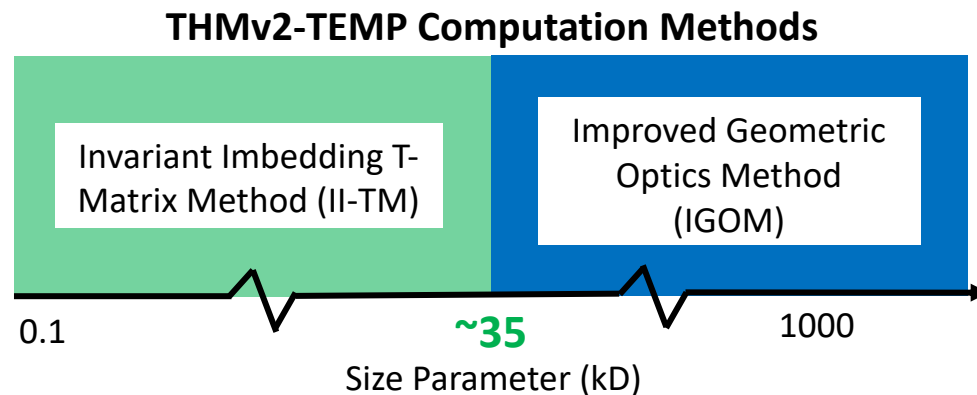 THMv2-TEMP Computation Methods
Invariant Imbedding T-
Matrix Method (II-TM)
Improved Geometric
Optics Method
(IGOM)
0.1
~35
1000
Size Parameter (kD)